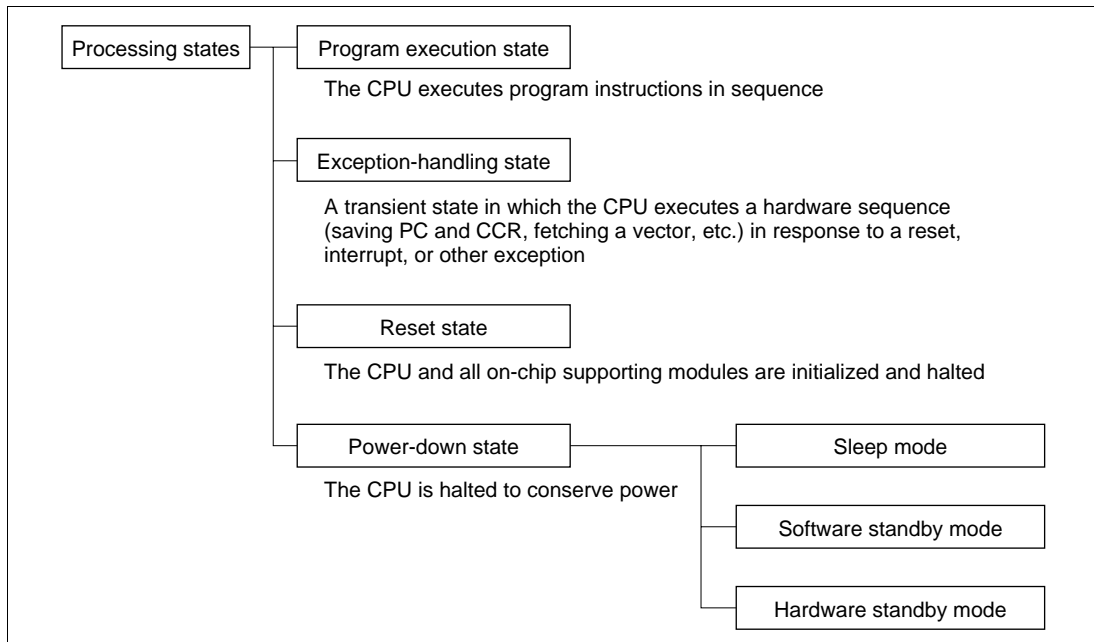 Processing states
Program execution state
The CPU executes program instructions in sequence
Exception-handling state
A transient state in which the CPU executes a hardware sequence
(saving PC and CCR, fetching a vector, etc.) in response to a reset,
interrupt, or other exception
Reset state
The CPU and all on-chip supporting modules are initialized and halted
Power-down state
Sleep mode
The CPU is halted to conserve power
Software standby mode
Hardware standby mode